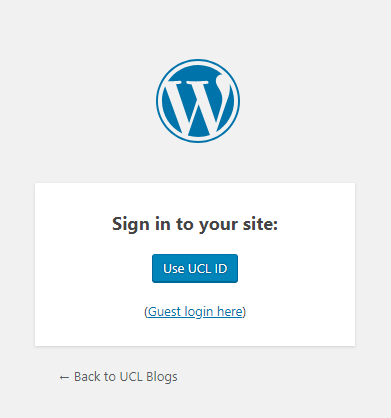 Sign in to your site:
Use UCL ID
(Guest login here)
← Back to UCL Blogs